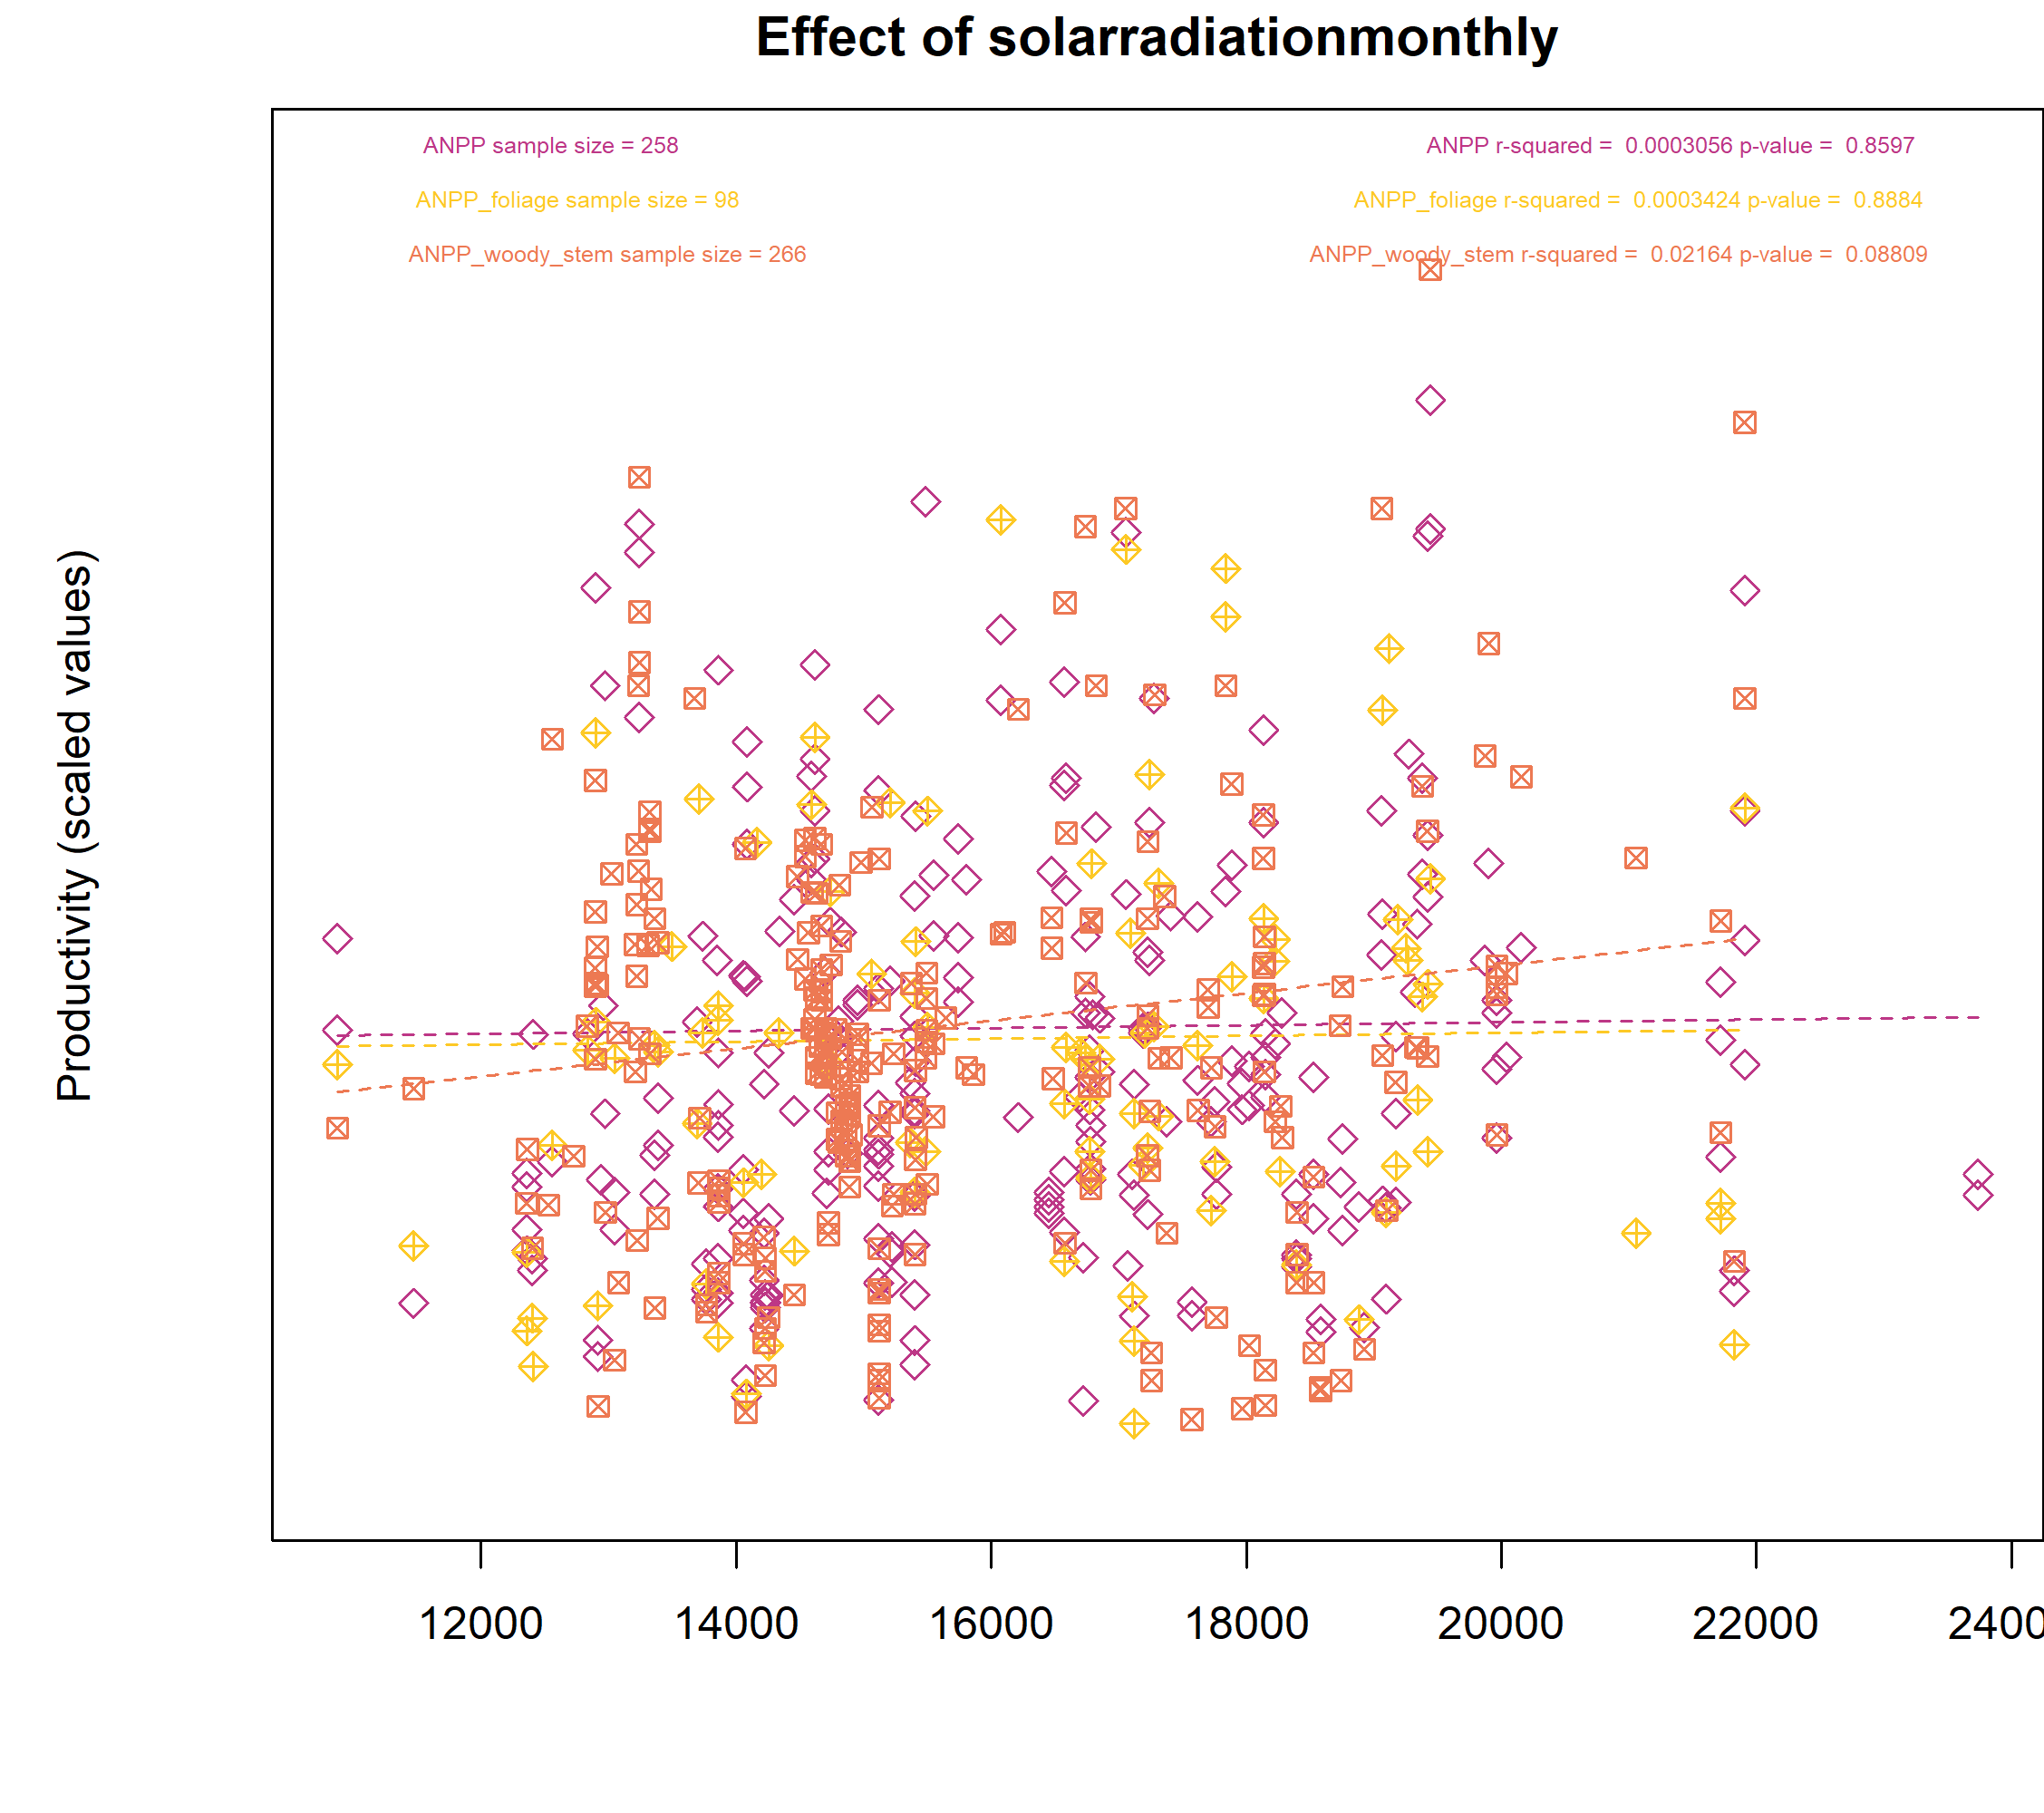 Effect of solarradiationmonthly
ANPP sample size = 258
ANPP r-squared = 0.0003056 p-value = 0.8597
ANPP_foliage sample size = 98
ANPP_foliage r-squared = 0.0003424 p-value = 0.8884
ANPP_woody_stem sample size = 266
ANPP_woody_stem r-squared = 0.02164 p-value = 0.08809
Productivity (scaled values)
12000 14000 16000 18000 20000 22000 2400